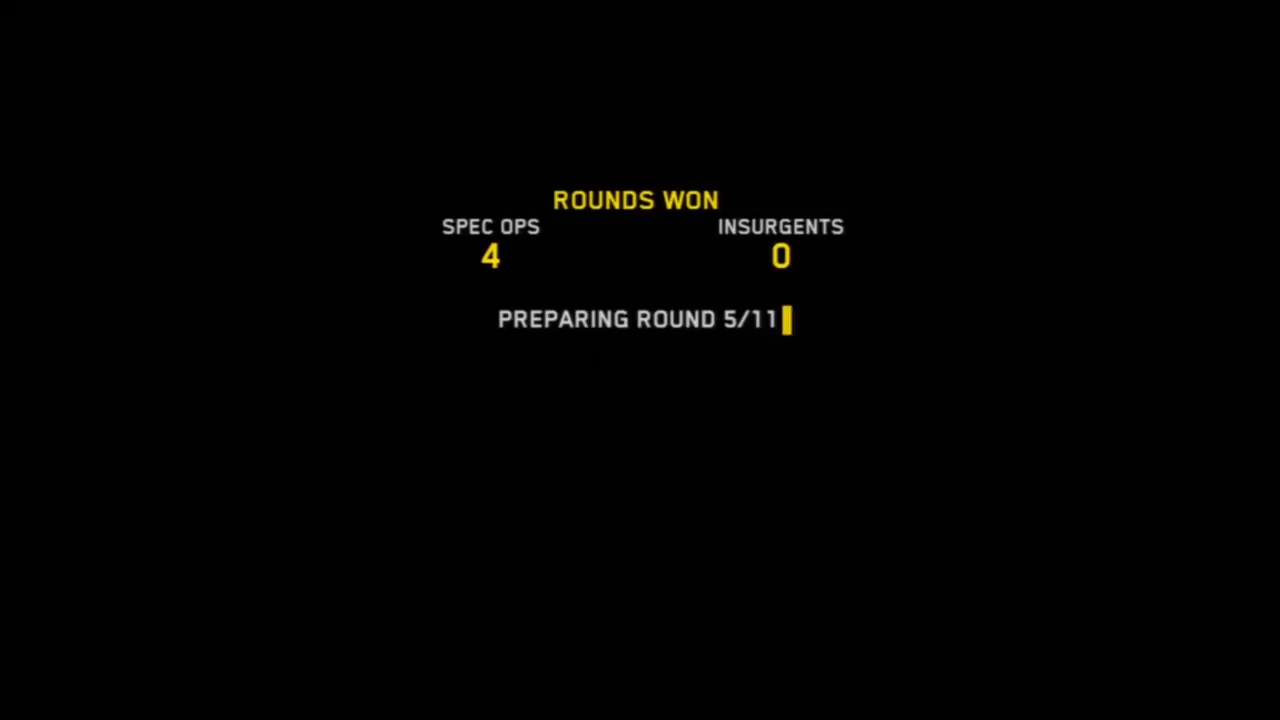 ROUNDS WON
SPEC OPS INSURGENTS
4 0
PREPARING ROUND 5/11